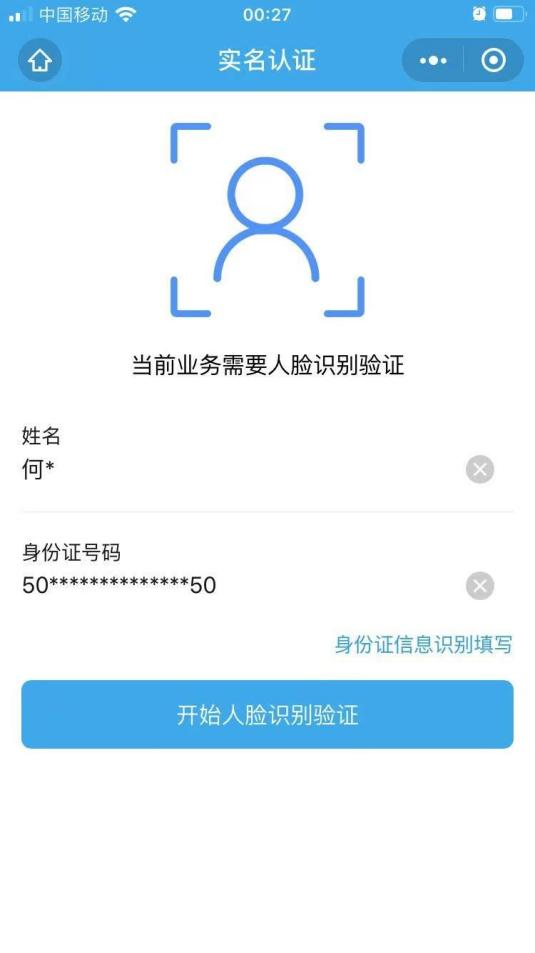 中国移动
00:27
实名认证
当前业务需要人脸识别验证
姓名
何*
身份证号码
50**************50
身份证信息识别填写
开始人脸识别验证